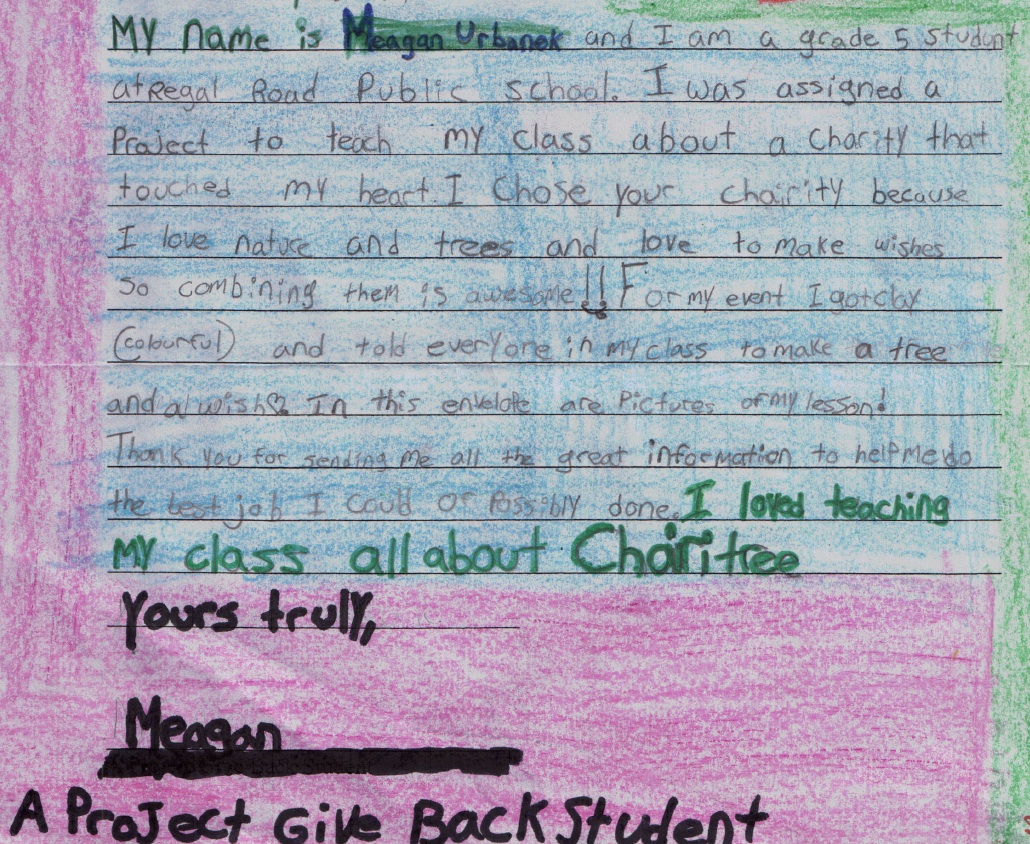 MY name is Meagan Urbanek and I am a grade 5 student
at Regal Road Public school. I was assigned a
Project to teach my class about a charity that
touched my heart. I chose your chairity because
I love nature and trees and love to make wishes
so combining them is awesome!! For my event I got clay
(colourful) and told everyone in my class to make a tree
and a wish♡. In this envelope are Pictures of my lesson!
Thank you for sending me all the great information to help me do
the best job I could of Possibly done. I loved teaching
MY class all about Charitree
yours truly,
Meagan
A Project Give Back Student